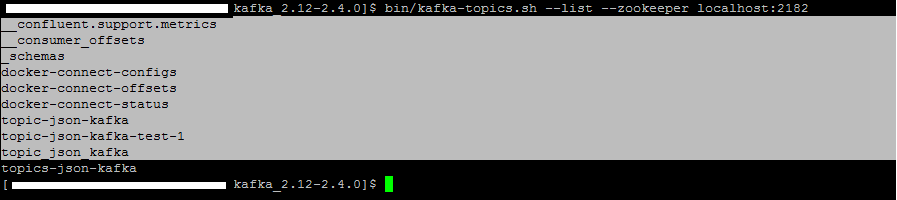 kafka_2.12-2.4.0]$ bin/kafka-topics.sh --list --zookeeper localhost:2182
__confluent.support.metrics
__consumer_offsets
_schemas
docker-connect-configs
docker-connect-offsets
docker-connect-status
topic-json-kafka
topic-json-kafka-test-1
topic_json_kafka
topics-json-kafka
[ kafka_2.12-2.4.0]$